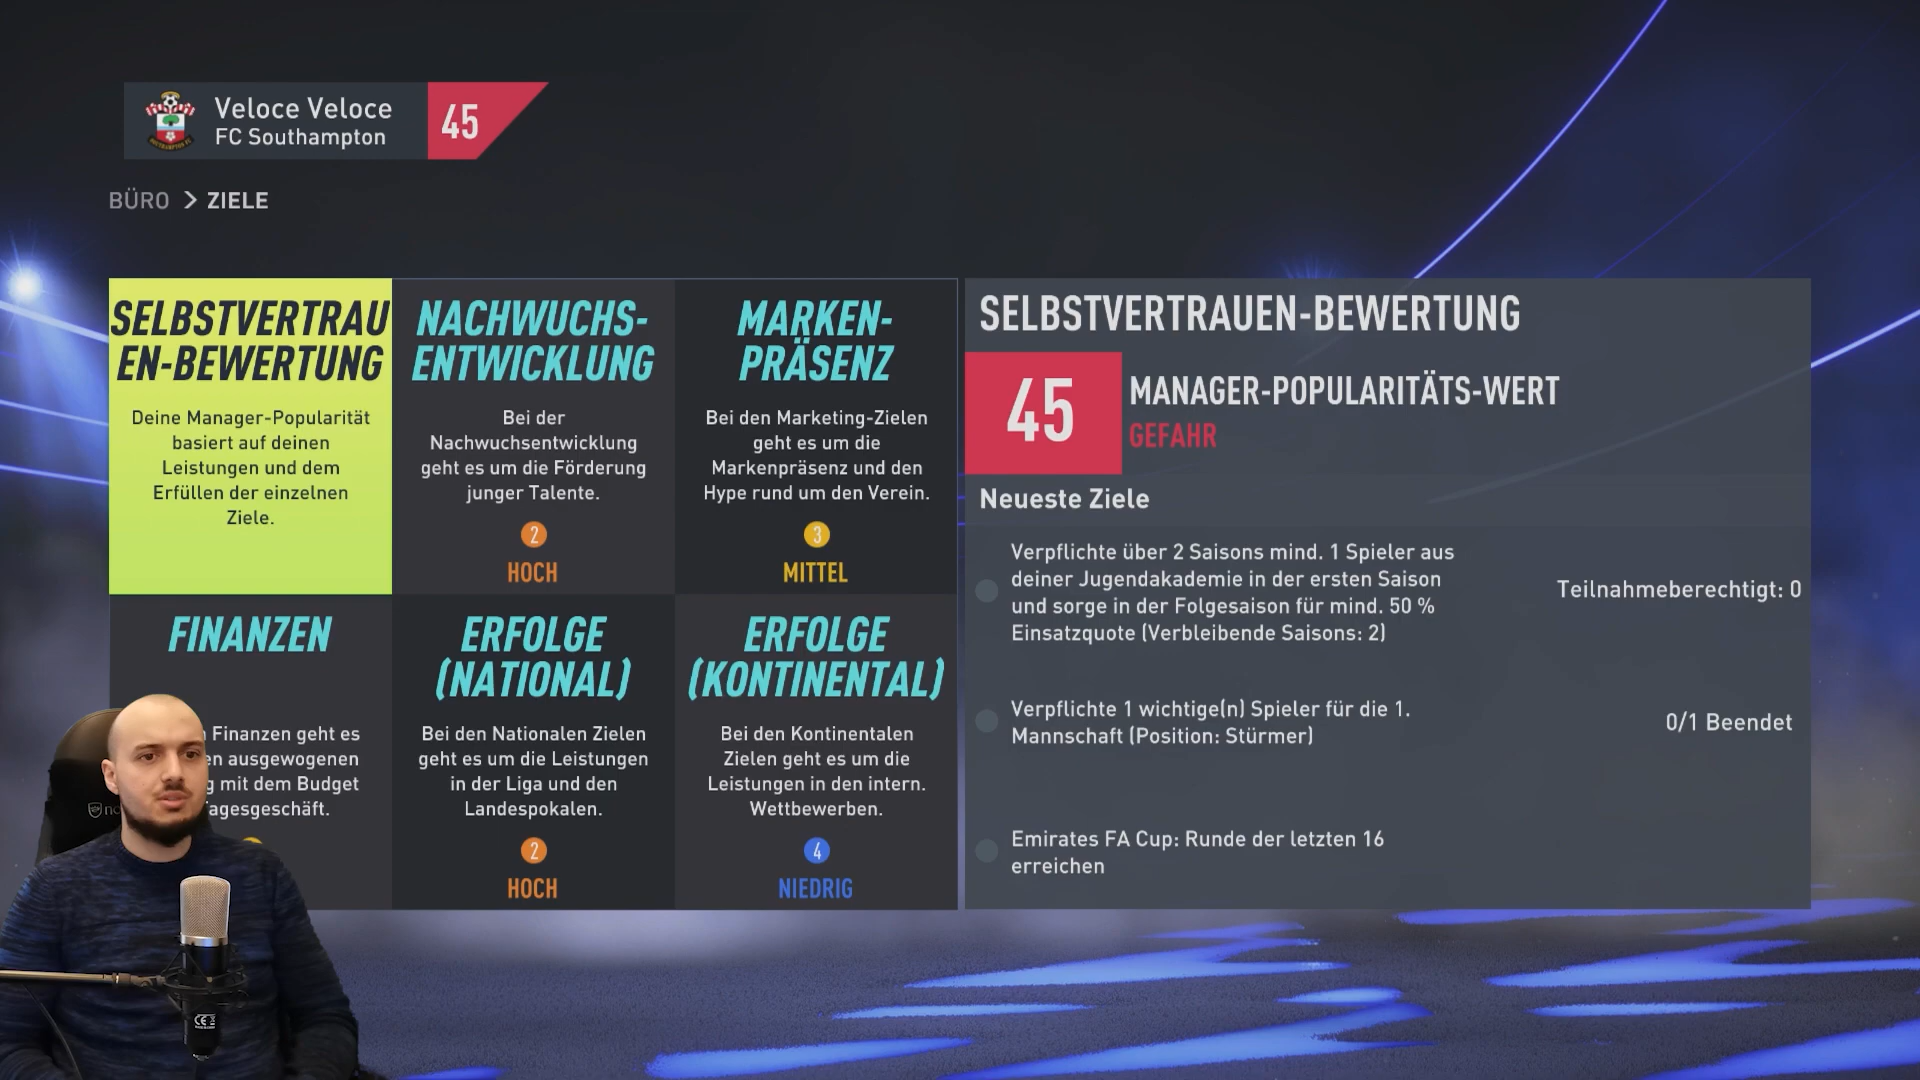 Veloce Veloce
FC Southampton
45
BÜRO > ZIELE
SELBSTVERTRAU
EN-BEWERTUNG
Deine Manager-Popularität
basiert auf deinen
Leistungen und dem
Erfüllen der einzelnen
Ziele.
NACHWUCHS-
ENTWICKLUNG
Bei der
Nachwuchsentwicklung
geht es um die Förderung
junger Talente.
2
HOCH
MARKEN-
PRÄSENZ
Bei den Marketing-Zielen
geht es um die
Markenpräsenz und den
Hype rund um den Verein.
3
MITTEL
FINANZEN
Finanzen geht es
en ausgewogenen
g mit dem Budget
agesgeschäft.
ERFOLGE
(NATIONAL)
Bei den Nationalen Zielen
geht es um die Leistungen
in der Liga und den
Landespokalen.
2
HOCH
ERFOLGE
(KONTINENTAL)
Bei den Kontinentalen
Zielen geht es um die
Leistungen in den intern.
Wettbewerben.
4
NIEDRIG
SELBSTVERTRAUEN-BEWERTUNG
45
MANAGER-POPULARITÄTS-WERT
GEFAHR
Neueste Ziele
Verpflichte über 2 Saisons mind. 1 Spieler aus
deiner Jugendakademie in der ersten Saison
und sorge in der Folgesaison für mind. 50 %
Einsatzquote (Verbleibende Saisons: 2)
Teilnahmeberechtigt: 0
Verpflichte 1 wichtige(n) Spieler für die 1.
Mannschaft (Position: Stürmer)
0/1 Beendet
Emirates FA Cup: Runde der letzten 16
erreichen